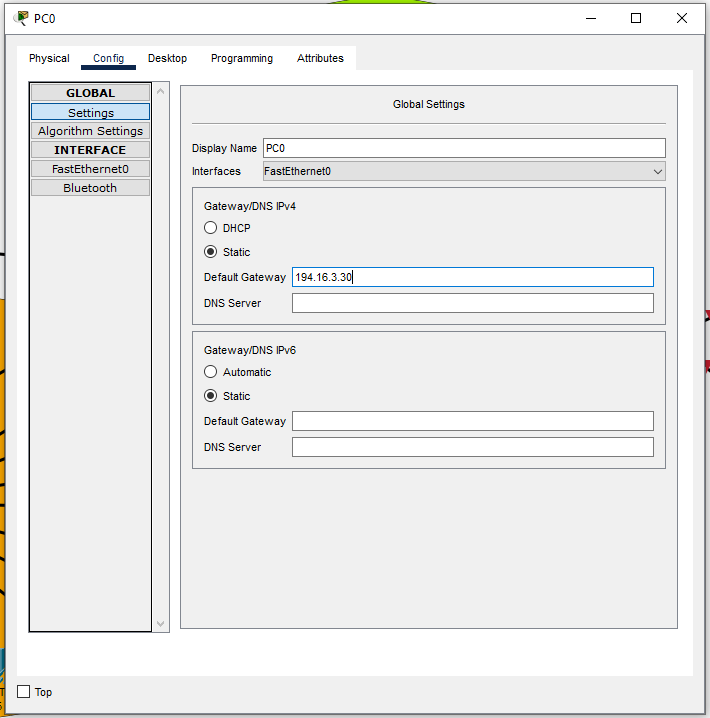 PC0
Physical Config Desktop Programming Attributes
GLOBAL
Settings
Algorithm Settings
INTERFACE
FastEthernet0
Bluetooth
Global Settings
Display Name PC0
Interfaces FastEthernet0
Gateway/DNS IPv4
DHCP
Static
Default Gateway 194.16.3.30
DNS Server
Gateway/DNS IPv6
Automatic
Static
Default Gateway
DNS Server
Top